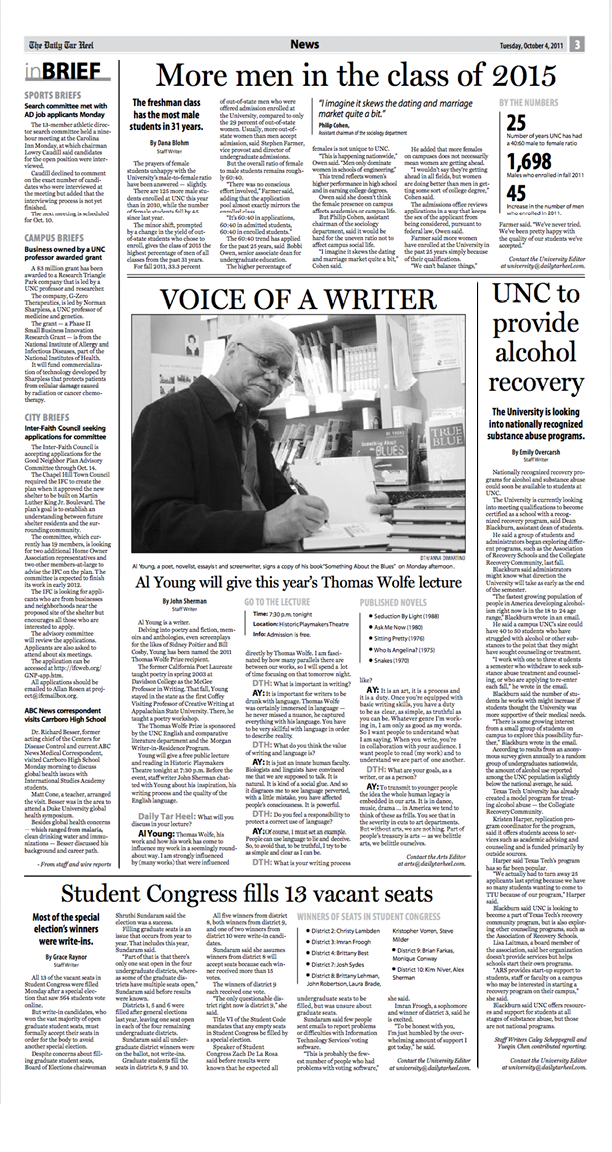 The Daily Tar Heel
News
Tuesday, October 4, 2011
3
inBRIEF
SPORTS BRIEFS
Search committee met with
AD job applicants Monday
The 13-member athletic direc-
tor search committee held a nine-
hour meeting at the Carolina
Inn Monday, at which chairman
Lowry Caudill said candidates
for the open position were inter-
viewed.
Caudill declined to comment
on the exact number of candi-
dates who were interviewed at
the meeting but added that the
interviewing process is not yet
finished.
The next meeting is scheduled
for Oct. 10.
CAMPUS BRIEFS
Business owned by a UNC
professor awarded grant
A $3 million grant has been
awarded to a Research Triangle
Park company that is led by a
UNC professor and researcher.
The company, G-Zero
Therapeutics, is led by Norman
Sharpless, a UNC professor of
medicine and genetics.
The grant — a Phase II
Small Business Innovation
Research Grant — is from the
National Institute of Allergy and
Infectious Diseases, part of the
National Institutes of Health.
It will fund commercializa-
tion of technology developed by
Sharpless that protects patients
from cellular damage caused
by radiation or cancer chemo-
therapy.
CITY BRIEFS
Inter-Faith Council seeking
applications for committee
The Inter-Faith Council is
accepting applications for the
Good Neighbor Plan Advisory
Committee through Oct. 14.
The Chapel Hill Town Council
required the IFC to create the
plan when it approved the new
shelter to be built on Martin
Luther King Jr. Boulevard. The
plan's goal is to establish an
understanding between future
shelter residents and the sur-
rounding community.
The committee, which cur-
rently has 19 members, is looking
for two additional Home Owner
Association representatives and
two other members-at-large to
advise the IFC on the plan. The
committee is expected to finish
its work in early 2012.
The IFC is looking for appli-
cants who are from businesses
and neighborhoods near the
proposed site of the shelter but
encourages all those who are
interested to apply.
The advisory committee
will review the applications.
Applicants are also asked to
attend about six meetings.
The application can be
accessed at http://ifcweb.org/
GNP-app.htm.
All applications should be
emailed to Allan Rosen at proj-
ect@ifcmailbox.org.
ABC News correspondent
visits Carrboro High School
Dr. Richard Besser, former
acting chief of the Centers for
Disease Control and current ABC
News Medical Correspondent,
visited Carrboro High School
Monday morning to discuss
global health issues with
International Studies Academy
students.
Matt Cone, a teacher, arranged
the visit. Besser was in the area to
attend a Duke University global
health symposium.
Besides global health concerns
— which ranged from malaria,
clean drinking water and immu-
nizations — Besser discussed his
background and career path.
- From staff and wire reports
More men in the class of 2015
The freshman class
has the most male
students in 31 years.
By Dana Blohm
Staff Writer
The prayers of female
students unhappy with the
University's male-to-female ratio
have been answered — slightly.
There are 125 more male stu-
dents enrolled at UNC this year
than in 2010, while the number
of female students fell by 45
since last year.
The minor shift, prompted
by a change in the yield of out-
of-state students who chose to
enroll, gives the class of 2015 the
highest percentage of men of all
classes from the past 31 years.
For fall 2011, 33.3 percent
of out-of-state men who were
offered admission enrolled at the
University, compared to only
the 29 percent of out-of-state
women. Usually, more out-of-
state women than men accept
admission, said Stephen Farmer,
vice provost and director of
undergraduate admissions.
But the overall ratio of female
to male students remains rough-
ly 60:40.
"There was no conscious
effort involved," Farmer said,
adding that the application
pool almost exactly mirrors the
enrolled class.
"It's 60:40 in applications,
60:40 in admitted students,
60:40 in enrolled students."
The 60:40 trend has applied
for the past 25 years, said Bobbi
Owen, senior associate dean for
undergraduate education.
The higher percentage of
"I imagine it skews the dating and marriage
market quite a bit."
Philip Cohen,
Assistant chairman of the sociology department
females is not unique to UNC.
"This is happening nationwide,"
Owen said. "Men only dominate
women in schools of engineering."
This trend reflects women's
higher performance in high school
and in earning college degrees.
Owen said she doesn't think
the female presence on campus
affects academics or campus life.
But Philip Cohen, assistant
chairman of the sociology
department, said it would be
hard for the uneven ratio not to
affect campus social life.
"I imagine it skews the dating
and marriage market quite a bit,"
Cohen said.
He added that more females
on campuses does not necessarily
mean women are getting ahead.
"I wouldn't say they're getting
ahead in all fields, but women
are doing better than men in get-
ting some sort of college degree,"
Cohen said.
The admissions office reviews
applications in a way that keeps
the sex of the applicant from
being considered, pursuant to
federal law, Owen said.
Farmer said more women
have enrolled at the University in
the past 25 years simply because
of their qualifications.
"We can't balance things,"
BY THE NUMBERS
25
Number of years UNC has had
a 40:60 male to female ratio
1,698
Males who enrolled in fall 2011
45
Increase in the number of men
who enrolled in 2011.
Farmer said. "We've never tried.
We've been pretty happy with
the quality of our students we've
accepted."
Contact the University Editor
at university@dailytarheel.com.
VOICE OF A WRITER
Something About the
BLUES
TRUE
BLUE
DTH/ANNA DIMARTINO
Al Young, a poet, novelist, essayist and screenwriter, signs a copy of his book "Something About the Blues" on Monday afternoon.
Al Young will give this year's Thomas Wolfe lecture
By John Sherman
Staff Writer
Al Young is a writer.
Delving into poetry and fiction, mem-
oirs and anthologies, even screenplays
for the likes of Sidney Poitier and Bill
Cosby, Young has been named the 2011
Thomas Wolfe Prize recipient.
The former California Poet Laureate
taught poetry in spring 2003 at
Davidson College as the McGee
Professor in Writing. That fall, Young
stayed in the state as the first Coffey
Visiting Professor of Creative Writing at
Appalachian State University. There, he
taught a poetry workshop.
The Thomas Wolfe Prize is sponsored
by the UNC English and comparative
literature department and the Morgan
Writer-in-Residence Program.
Young will give a free public lecture
and reading in Historic Playmakers
Theatre tonight at 7:30 p.m. Before the
event, staff writer John Sherman chat-
ted with Young about his inspiration, his
writing process and the quality of the
English language.
Daily Tar Heel: What will you
discuss in your lecture?
Al Young: Thomas Wolfe, his
work and how his work has come to
influence my work in a seemingly round-
about way. I am strongly influenced
by (many works) that were influenced
GO TO THE LECTURE
Time: 7:30 p.m. tonight
Location: Historic Playmakers Theatre
Info: Admission is free.
directly by Thomas Wolfe. I am fasci-
nated by how many parallels there are
between our works, so I will spend a lot
of time focusing on that tomorrow night.
DTH: What is important in writing?
AY: It is important for writers to be
drunk with language. Thomas Wolfe
was certainly immersed in language —
he never missed a nuance, he captured
everything with his language. You have
to be very skillful with language in order
to describe reality.
DTH: What do you think the value
of writing and language is?
AY: It is just an innate human faculty.
Biologists and linguists have convinced
me that we are supposed to talk. It is
natural. It is kind of a social glue. And so
it disgraces me to see language perverted,
with a little mistake, you have affected
people's consciousness. It is powerful.
DTH: Do you feel a responsibility to
protect a correct use of language?
AY: Of course, I must set an example.
People can use language to lie and deceive.
So, to avoid that, to be truthful, I try to be
as simple and clear as I can be.
DTH: What is your writing process
PUBLISHED NOVELS
Seduction By Light (1988)
Ask Me Now (1980)
Sitting Pretty (1976)
Who Is Angelina? (1975)
Snakes (1970)
like?
AY: It is an art, it is a process and
it is a duty. Once you're equipped with
basic writing skills, you have a duty
to be as clear, as simple, as truthful as
you can be. Whatever genre I'm work-
ing in, I am only as good as my words.
So I want people to understand what
I am saying. When you write, you're
in collaboration with your audience. I
want people to read (my work) and to
understand we are part of one another.
DTH: What are your goals, as a
writer, or as a person?
AY: To transmit to younger people
the idea the whole human legacy is
embedded in our arts. It is in dance,
music, drama ... in America we tend to
think of these as frills. You see that in
the severity in cuts to art departments.
But without arts, we are nothing. Part of
people's treasury is arts — as we belittle
arts, we belittle ourselves.
Contact the Arts Editor
at arts@dailytarheel.com.
UNC to
provide
alcohol
recovery
The University is looking
into nationally recognized
substance abuse programs.
By Emily Overcarsh
Staff Writer
Nationally recognized recovery pro-
grams for alcohol and substance abuse
could soon be available to students at
UNC.
The University is currently looking
into meeting qualifications to become
certified as a school with a recog-
nized recovery program, said Dean
Blackburn, assistant dean of students.
He said a group of students and
administrators began exploring differ-
ent programs, such as the Association
of Recovery Schools and the Collegiate
Recovery Community, last fall.
Blackburn said administrators
might know what direction the
University will take as early as the end
of the semester.
"The fastest growing population of
people in America developing alcohol-
ism right now is in the 18 to 24 age
range," Blackburn wrote in an email.
He said a campus UNC's size could
have 40 to 50 students who have
struggled with alcohol or other sub-
stances to the point that they might
have sought counseling or treatment.
"I work with one to three students
a semester who withdraw to seek sub-
stance abuse treatment and counsel-
ing, or who are applying to re-enter
each fall," he wrote in the email.
Blackburn said the number of stu-
dents he works with might increase if
students thought the University was
more supportive of their medical needs.
"There is some growing interest
from a small group of students on
campus to explore this possibility fur-
ther," Blackburn wrote in the email.
According to results from an anony-
mous survey given annually to a random
group of undergraduates nationwide,
the amount of alcohol use reported
among the UNC population is slightly
below the national average, he said.
Texas Tech University has already
created a model program for treat-
ing alcohol abuse — the Collegiate
Recovery Community.
Kristen Harper, replication pro-
gram coordinator for the program,
said it offers students access to ser-
vices such as academic advising and
counseling and is funded primarily by
outside sources.
Harper said Texas Tech's program
has so far been popular.
"We actually had to turn away 25
applicants last spring because we have
so many students wanting to come to
TTU because of our program," Harper
said.
Blackburn said UNC is looking to
become a part of Texas Tech's recovery
community program, but is also explor-
ing other counseling programs, such as
the Association of Recovery Schools.
Lisa Laitman, a board member of
the association, said her organization
doesn't provide services but helps
schools start their own programs.
"ARS provides start-up support to
students, staff or faculty on a campus
who may be interested in starting a
recovery program on their campus,"
she said.
Blackburn said UNC offers resourc-
es and support for students at all
stages of substance abuse, but those
are not national programs.
Staff Writers Caley Scheppegrell and
Yueqin Chen contributed reporting.
Contact the University Editor
at university@dailytarheel.com.
Student Congress fills 13 vacant seats
Most of the special
election's winners
were write-ins.
By Grace Raynor
Staff Writer
All 13 of the vacant seats in
Student Congress were filled
Monday after a special elec-
tion that saw 564 students vote
online.
But write-in candidates, who
won the vast majority of open
graduate student seats, must
formally accept their seats in
order for the body to avoid
another special election.
Despite concerns about fill-
ing graduate student seats,
Board of Elections chairwoman
Shruthi Sundaram said the
election was a success.
Filling graduate seats is an
issue that occurs from year to
year. That includes this year,
Sundaram said.
"Part of that is that there's
only one seat open in the four
undergraduate districts, where-
as some of the graduate dis-
tricts have multiple seats open,"
Sundaram said before results
were known.
Districts 1, 5 and 6 were
filled after general elections
last year, leaving one seat open
in each of the four remaining
undergraduate districts.
Sundaram said all under-
graduate district winners were
on the ballot, not write-ins.
Graduate students fill the
seats in districts 8, 9 and 10.
All five winners from district
8, both winners from district 9,
and one of two winners from
district 10 were write-in candi-
dates.
Sundaram said she assumes
winners from district 8 will
accept seats because each win-
ner received more than 15
votes.
The winners of district 9
each received one vote.
"The only questionable dis-
trict right now is district 9," she
said.
Title VI of the Student Code
mandates that any empty seats
in Student Congress be filled by
a special election.
Speaker of Student
Congress Zach De La Rosa
said before results were
known that he expected all
WINNERS OF SEATS IN STUDENT CONGRESS
District 2: Christy Lambden
District 3: Imran Froogh
District 4: Brittany Best
District 7: Josh Sydes
District 8: Brittany Lehman,
John Robertson, Laura Brade,
Kristopher Vorren, Steve
Milder
District 9: Brian Farkas,
Monique Conway
District 10: Kim Niver, Alex
Sherman
undergraduate seats to be
filled, but was unsure about
graduate seats.
Sundaram said few people
sent emails to report problems
or difficulties with Information
Technology Services' voting
software.
"This is probably the few-
est number of people who had
problems with voting software,"
she said.
Imran Froogh, a sophomore
and winner of district 3, said he
is excited.
"To be honest with you,
I'm just humbled by the over-
whelming amount of support I
got today," he said.
Contact the University Editor
at university@dailytarheel.com.